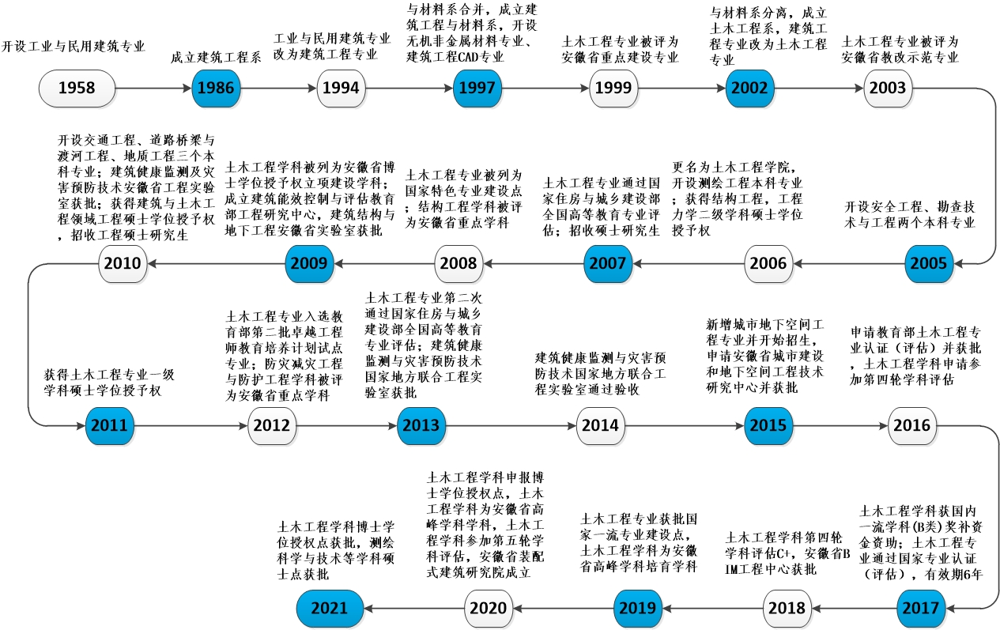 开设工业与民用建筑专业
1958
成立建筑工程系
1986
工业与民用建筑专业
改为建筑工程专业
1994
与材料系合并，成立建
筑工程与材料系，开设
无机非金属材料专业、
建筑工程CAD专业
1997
土木工程专业被评为
安徽省重点建设专业
1999
与材料系分离，成立
土木工程系，建筑工
程专业改为土木工程
专业
2002
土木工程专业被评为
安徽省教改示范专业
2003
开设安全工程、勘查技
术与工程两个本科专业
2005
更名为土木工程学院，
开设测绘工程本科专业
；获得结构工程，工程
力学二级学科硕士学位
授予权
2006
土木工程专业通过国
家住房与城乡建设部
全国高等教育专业评
估；招收硕士研究生
2007
土木工程专业被列为
国家特色专业建设点
；结构工程学科被评
为安徽省重点学科
2008
土木工程学科被列为安徽省博
士学位授予权立项建设学科；
成立建筑能效控制与评估教育
部工程研究中心，建筑结构与
地下工程安徽省实验室获批
2009
开设交通工程、道路桥梁与
渡河工程、地质工程三个本
科专业；建筑健康监测及灾
害预防技术安徽省工程实验
室获批；获得建筑与土木工
程领域工程硕士学位授予权
，招收工程硕士研究生
2010
获得土木工程专业一级
学科硕士学位授予权
2011
土木工程专业入选教
育部第二批卓越工程
师教育培养计划试点
专业；防灾减灾工程
与防护工程学科被评
为安徽省重点学科
2012
土木工程专业第二次
通过国家住房与城乡
建设部全国高等教育
专业评估；建筑健康
监测与灾害预防技术
国家地方联合工程实
验室获批
2013
建筑健康监测与灾害预
防技术国家地方联合工
程实验室通过验收
2014
新增城市地下空间工
程专业并开始招生，
申请安徽省城市建设
和地下空间工程技术
研究中心并获批
2015
申请教育部土木工程专
业认证（评估）并获批
，土木工程学科申请参
加第四轮学科评估
2016
土木工程学科获国内
一流学科(B类)奖补资
金资助；土木工程专
业通过国家专业认证
（评估），有效期6年
2017
土木工程学科第四轮
学科评估C+，安徽省B
IM工程中心获批
2018
土木工程专业获批国
家一流专业建设点，
土木工程学科为安徽
省高峰学科培育学科
2019
土木工程学科申报博
士学位授权点，土木
工程学科为安徽省高
峰学科学科，土木工
程学科参加第五轮学
科评估，安徽省装配
式建筑研究院成立
2020
土木工程学科博士学
位授权点获批，测绘
科学与技术等学科硕
士点获批
2021